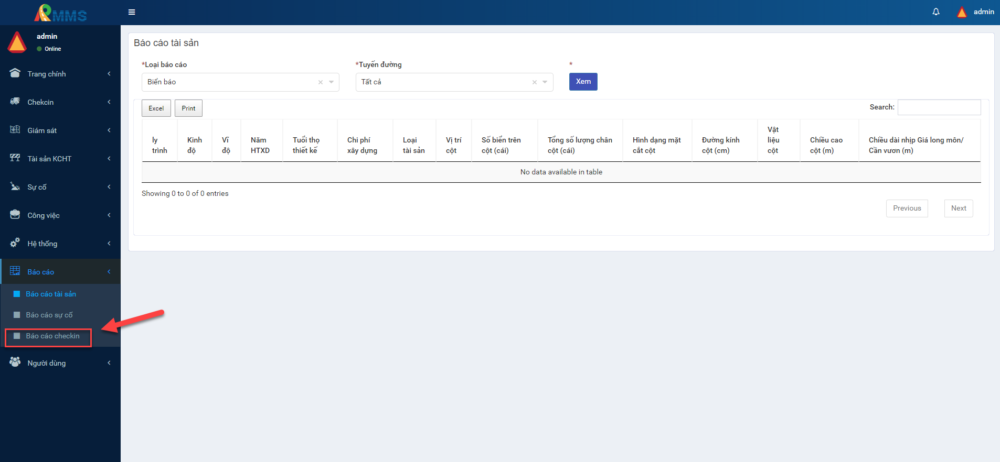 RMMS
admin
admin
Online
Trang chính
Chekcin
Giám sát
Tài sản KCHT
Sự cố
Công việc
Hệ thống
Báo cáo
Báo cáo tài sản
Báo cáo sự cố
Báo cáo checkin
Người dùng
Báo cáo tài sản
*Loại báo cáo
*Tuyến đường
*
Biển báo
Tất cả
Xem
Excel
Print
Search:
ly
trình
Kinh
độ
Vĩ
độ
Năm
HTXD
Tuổi thọ
thiết kế
Chi phí
xây dựng
Loại
tài sản
Vị trí
cột
Số biển trên
cột (cái)
Tổng số lượng chân
cột (cái)
Hình dạng mặt
cắt cột
Đường kính
cột (cm)
Vật
liệu
cột
Chiều cao
cột (m)
Chiều dài nhịp Giá long môn/
Cần vươn (m)
No data available in table
Showing 0 to 0 of 0 entries
Previous
Next